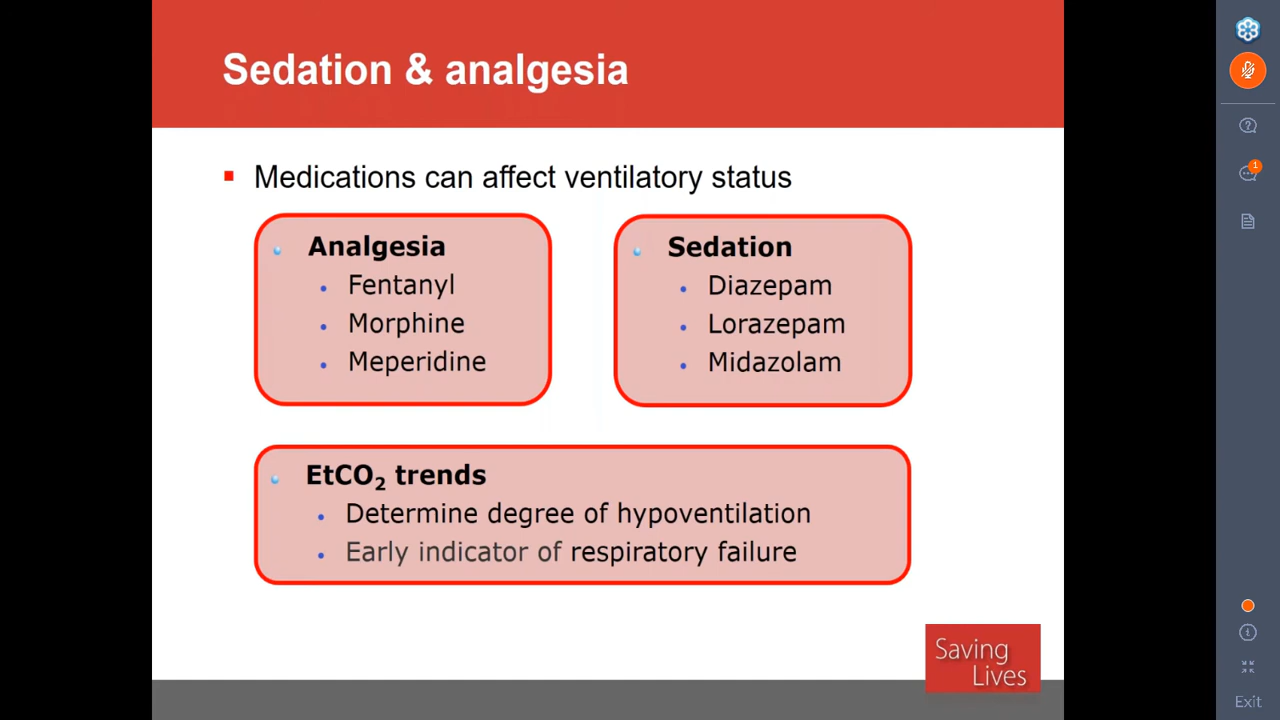 Sedation & analgesia
Medications can affect ventilatory status
Analgesia
Fentanyl
Morphine
Meperidine
Sedation
Diazepam
Lorazepam
Midazolam
EtCO₂ trends
Determine degree of hypoventilation
Early indicator of respiratory failure
Saving
Lives
1
Exit